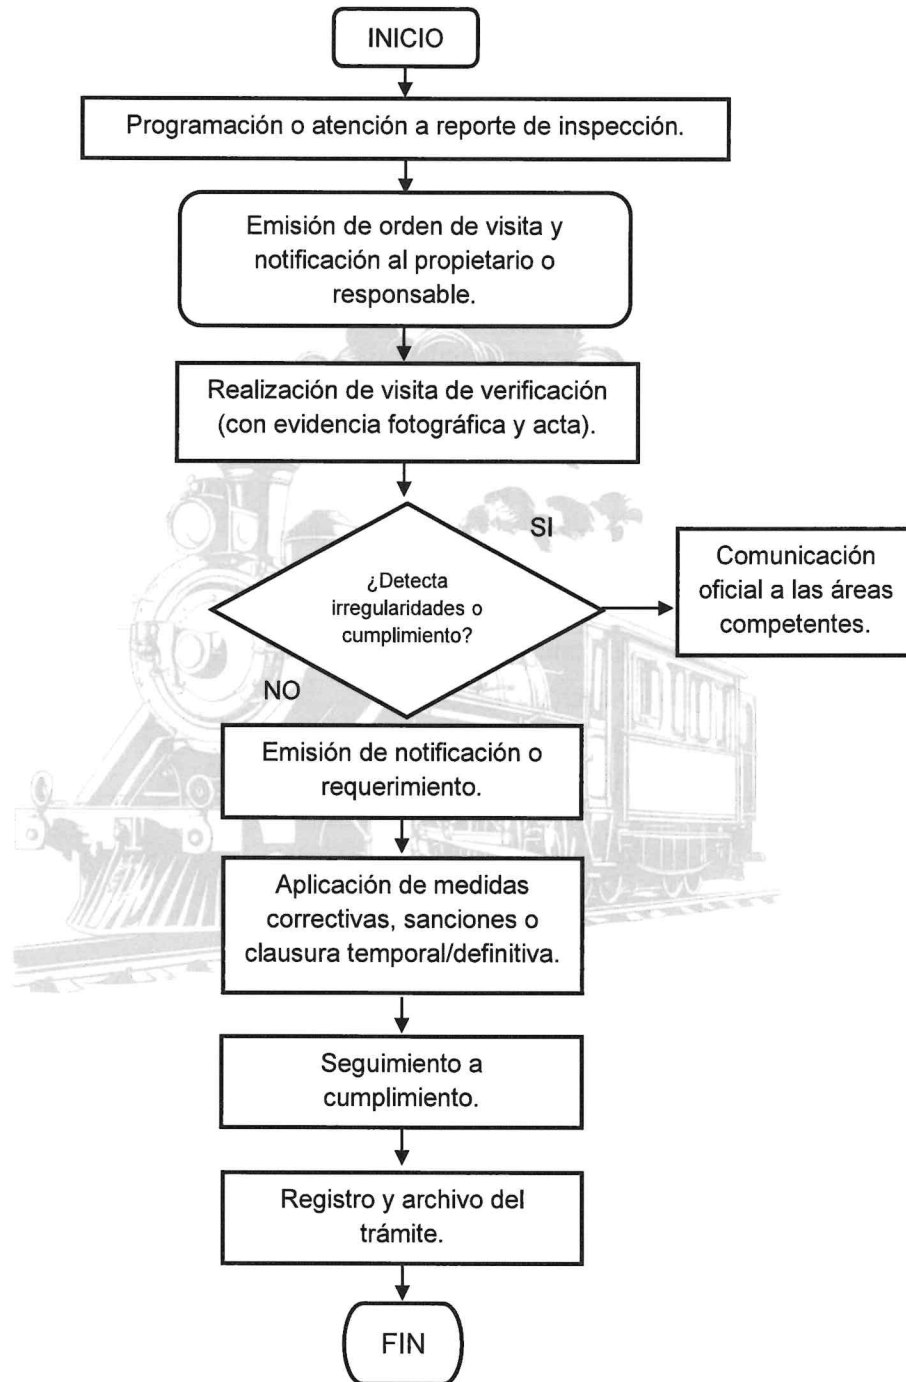 INICIO
Programación o atención a reporte de inspección.
Emisión de orden de visita y
notificación al propietario o
responsable.
Realización de visita de verificación
(con evidencia fotográfica y acta).
SI
¿Detecta
irregularidades o
cumplimiento?
Comunicación
oficial a las áreas
competentes.
NO
Emisión de notificación o
requerimiento.
Aplicación de medidas
correctivas, sanciones o
clausura temporal/definitiva.
Seguimiento a
cumplimiento.
Registro y archivo del
trámite.
FIN